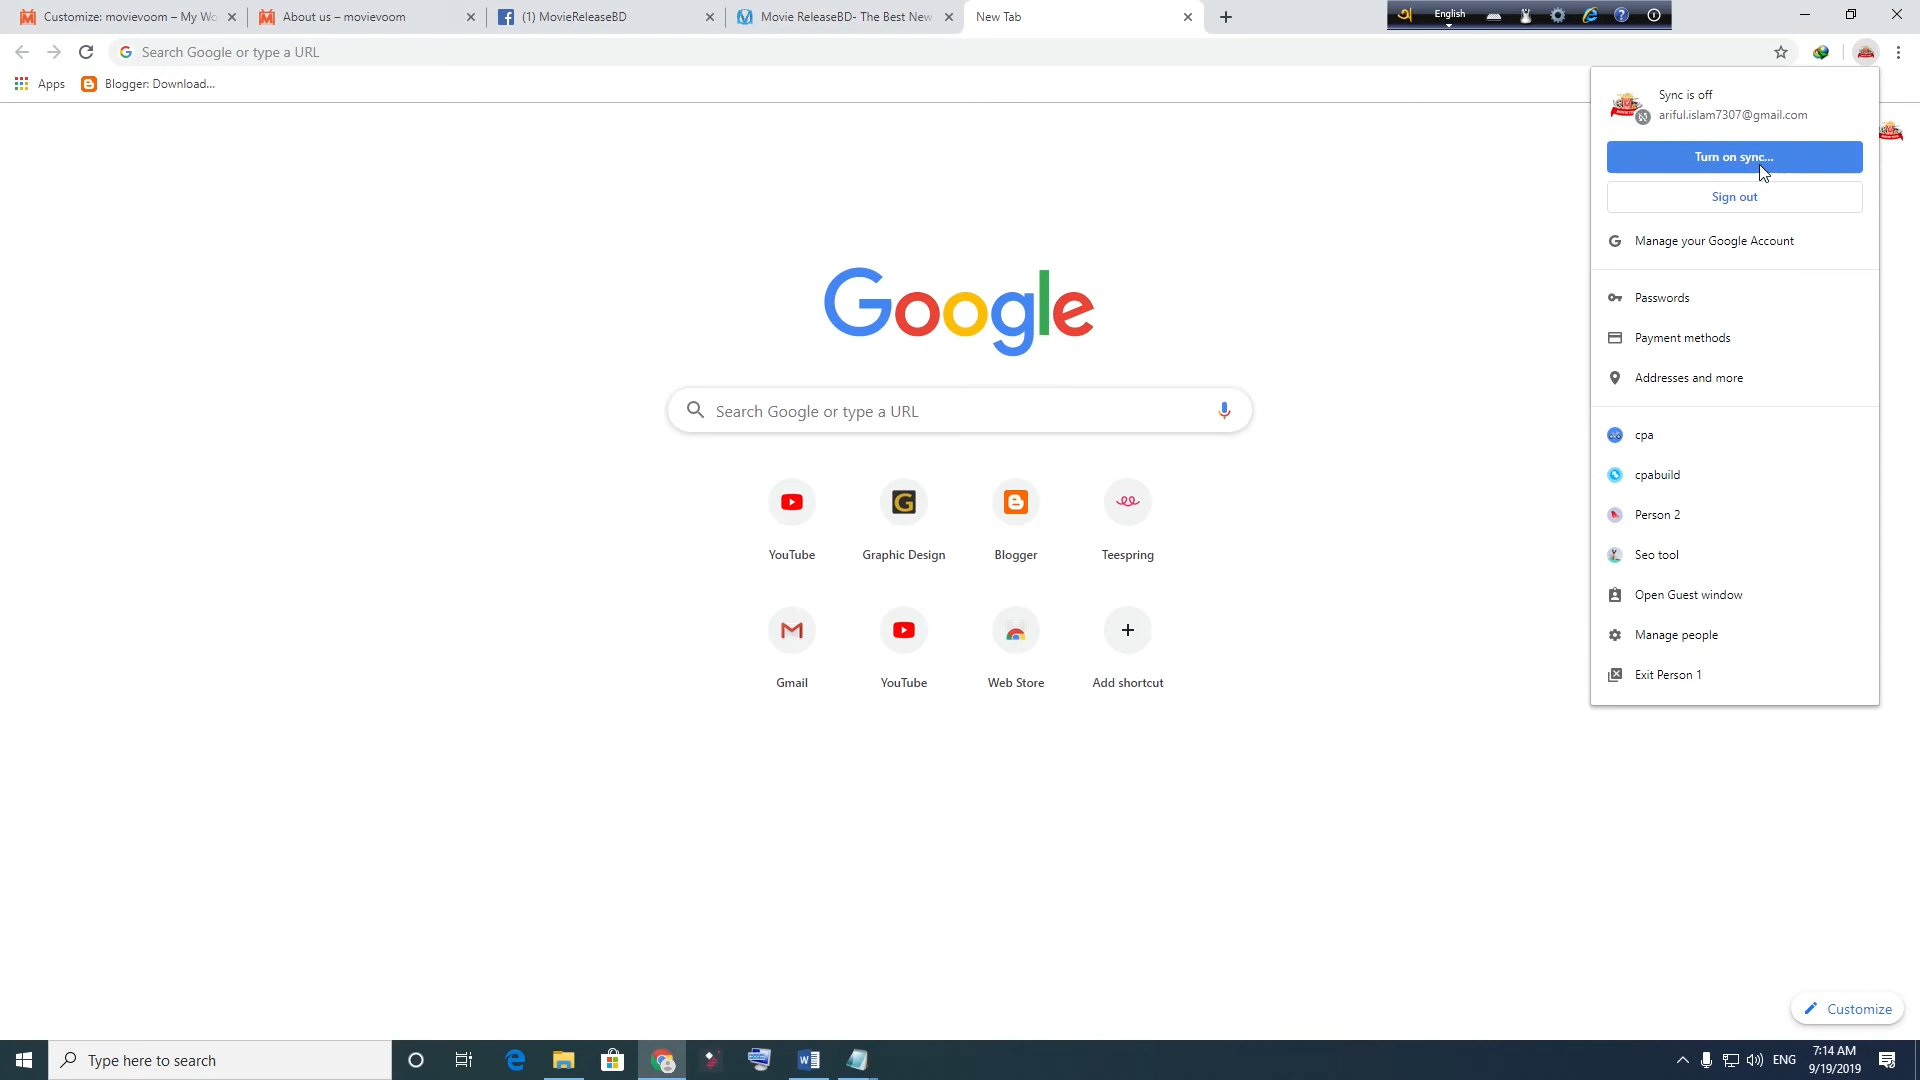 Customize: movievoom – My Wo
About us – movievoom
(1) MovieReleaseBD
Movie ReleaseBD- The Best New
New Tab
English
Search Google or type a URL
Apps
Blogger: Download...
Sync is off
ariful.islam7307@gmail.com
Turn on sync...
Sign out
Manage your Google Account
Passwords
Payment methods
Addresses and more
cpa
cpabuild
Person 2
Seo tool
Open Guest window
Manage people
Exit Person 1
Google
Search Google or type a URL
YouTube
Graphic Design
Blogger
Teespring
Gmail
YouTube
Web Store
Add shortcut
Customize
Type here to search
ENG
7:14 AM
9/19/2019